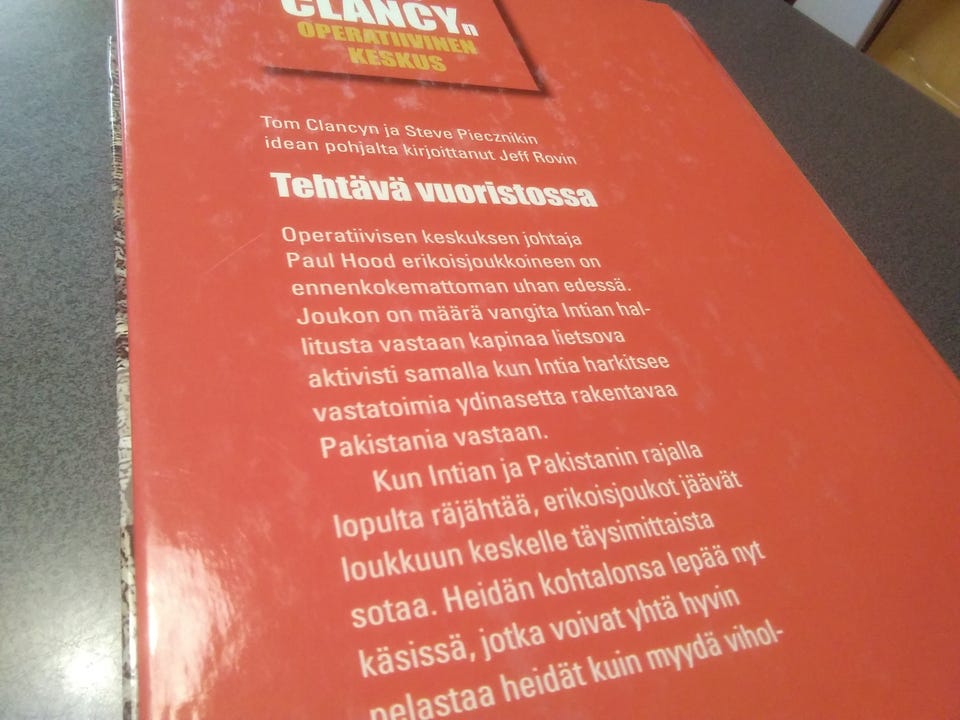 CLANCYn
OPERATIIVINEN
KESKUS
Tom Clancyn ja Steve Piecznikin
idean pohjalta kirjoittanut Jeff Rovin
Tehtävä vuoristossa
Operatiivisen keskuksen johtaja
Paul Hood erikoisjoukkoineen on
ennenkokemattoman uhan edessä.
Joukon on määrä vangita Intian hal-
litusta vastaan kapinaa lietsova
aktivisti samalla kun Intia harkitsee
vastatoimia ydinasetta rakentavaa
Pakistania vastaan.
Kun Intian ja Pakistanin rajalla
lopulta räjähtää, erikoisjoukot jäävät
loukkuun keskelle täysimittaista
sotaa. Heidän kohtalonsa lepää nyt
käsissä, jotka voivat yhtä hyvin
pelastaa heidät kuin myydä vihol-